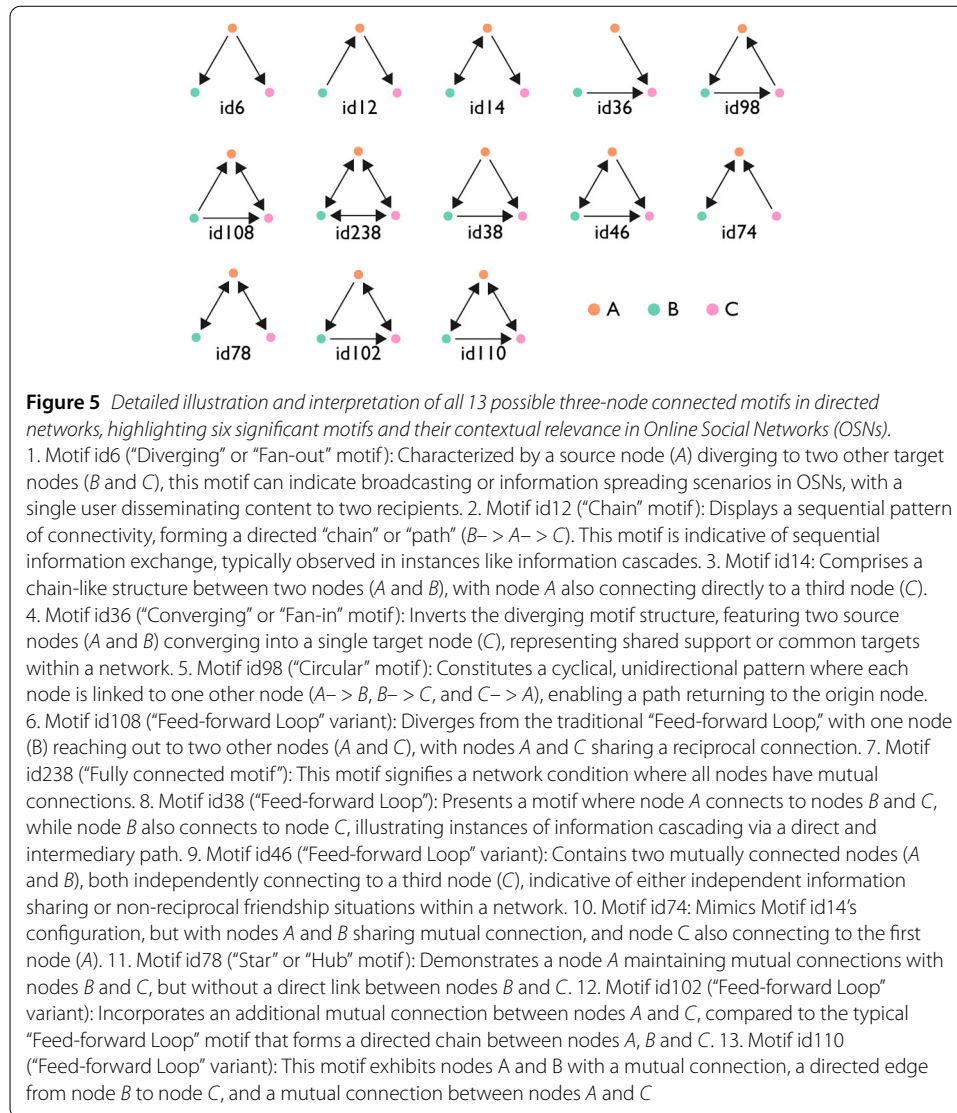 id6 id12 id14 id36 id98
id108 id238 id38 id46 id74
A B C
id78 id102 id110
Figure 5 Detailed illustration and interpretation of all 13 possible three-node connected motifs in directed
networks, highlighting six significant motifs and their contextual relevance in Online Social Networks (OSNs).
1. Motif id6 (“Diverging” or “Fan-out” motif): Characterized by a source node (A) diverging to two other target
nodes (B and C), this motif can indicate broadcasting or information spreading scenarios in OSNs, with a
single user disseminating content to two recipients. 2. Motif id12 (“Chain” motif): Displays a sequential pattern
of connectivity, forming a directed “chain” or “path” (B– > A– > C). This motif is indicative of sequential
information exchange, typically observed in instances like information cascades. 3. Motif id14: Comprises a
chain-like structure between two nodes (A and B), with node A also connecting directly to a third node (C).
4. Motif id36 (“Converging” or “Fan-in” motif): Inverts the diverging motif structure, featuring two source
nodes (A and B) converging into a single target node (C), representing shared support or common targets
within a network. 5. Motif id98 (“Circular” motif): Constitutes a cyclical, unidirectional pattern where each
node is linked to one other node (A– > B, B– > C, and C– > A), enabling a path returning to the origin node.
6. Motif id108 (“Feed-forward Loop” variant): Diverges from the traditional “Feed-forward Loop,” with one node
(B) reaching out to two other nodes (A and C), with nodes A and C sharing a reciprocal connection. 7. Motif
id238 (“Fully connected motif”): This motif signifies a network condition where all nodes have mutual
connections. 8. Motif id38 (“Feed-forward Loop”): Presents a motif where node A connects to nodes B and C,
while node B also connects to node C, illustrating instances of information cascading via a direct and
intermediary path. 9. Motif id46 (“Feed-forward Loop” variant): Contains two mutually connected nodes (A
and B), both independently connecting to a third node (C), indicative of either independent information
sharing or non-reciprocal friendship situations within a network. 10. Motif id74: Mimics Motif id14’s
configuration, but with nodes A and B sharing mutual connection, and node C also connecting to the first
node (A). 11. Motif id78 (“Star” or “Hub” motif): Demonstrates a node A maintaining mutual connections with
nodes B and C, but without a direct link between nodes B and C. 12. Motif id102 (“Feed-forward Loop”
variant): Incorporates an additional mutual connection between nodes A and C, compared to the typical
“Feed-forward Loop” motif that forms a directed chain between nodes A, B and C. 13. Motif id110
(“Feed-forward Loop” variant): This motif exhibits nodes A and B with a mutual connection, a directed edge
from node B to node C, and a mutual connection between nodes A and C